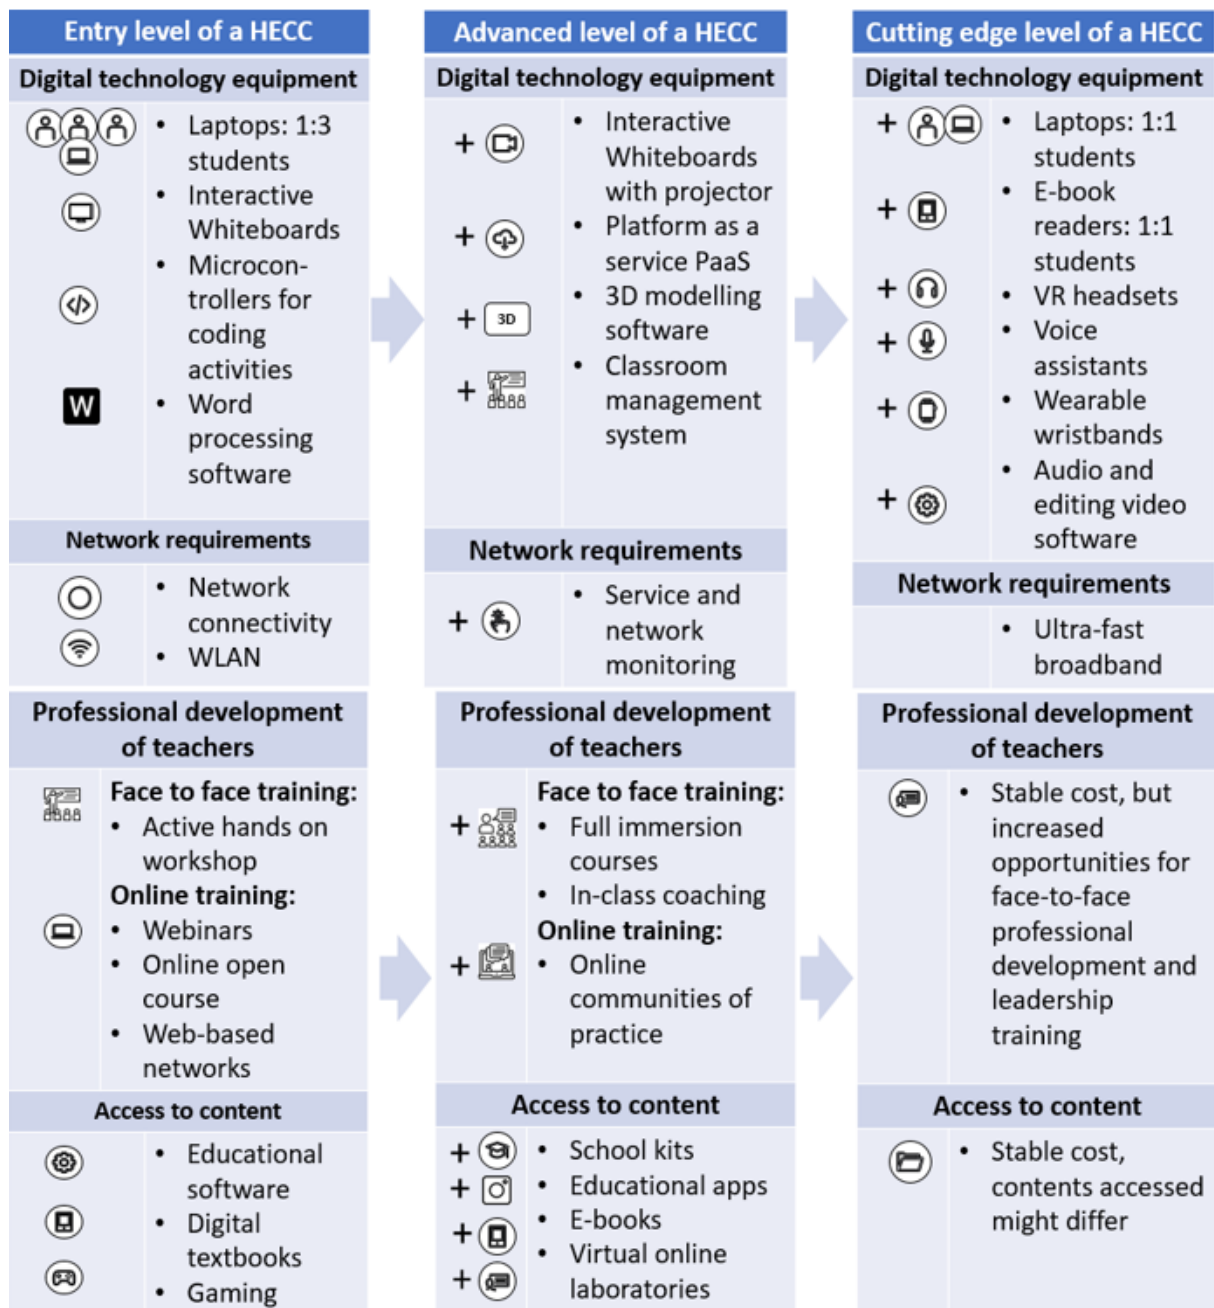 Entry level of a HECC
Digital technology equipment
• Laptops: 1:3
students
• Interactive
Whiteboards
• Microcon-
trollers for
coding
activities
W
• Word
processing
software
Network requirements
• Network
connectivity
• WLAN
Professional development
of teachers
Face to face training:
• Active hands on
workshop
Online training:
• Webinars
• Online open
course
• Web-based
networks
Access to content
• Educational
software
• Digital
textbooks
• Gaming
Advanced level of a HECC
Digital technology equipment
+ • Interactive
Whiteboards
with projector
+ • Platform as a
service PaaS
+ 3D • 3D modelling
software
+ • Classroom
management
system
Network requirements
+ • Service and
network
monitoring
Professional development
of teachers
Face to face training:
+ • Full immersion
courses
• In-class coaching
Online training:
+ • Online
communities of
practice
Access to content
+ • School kits
+ • Educational apps
+ • E-books
• Virtual online
+ laboratories
Cutting edge level of a HECC
Digital technology equipment
+ • Laptops: 1:1
students
+ • E-book
readers: 1:1
students
+ • VR headsets
+ • Voice
assistants
+ • Wearable
wristbands
+ • Audio and
editing video
software
Network requirements
• Ultra-fast
broadband
Professional development
of teachers
• Stable cost, but
increased
opportunities for
face-to-face
professional
development and
leadership
training
Access to content
• Stable cost,
contents accessed
might differ